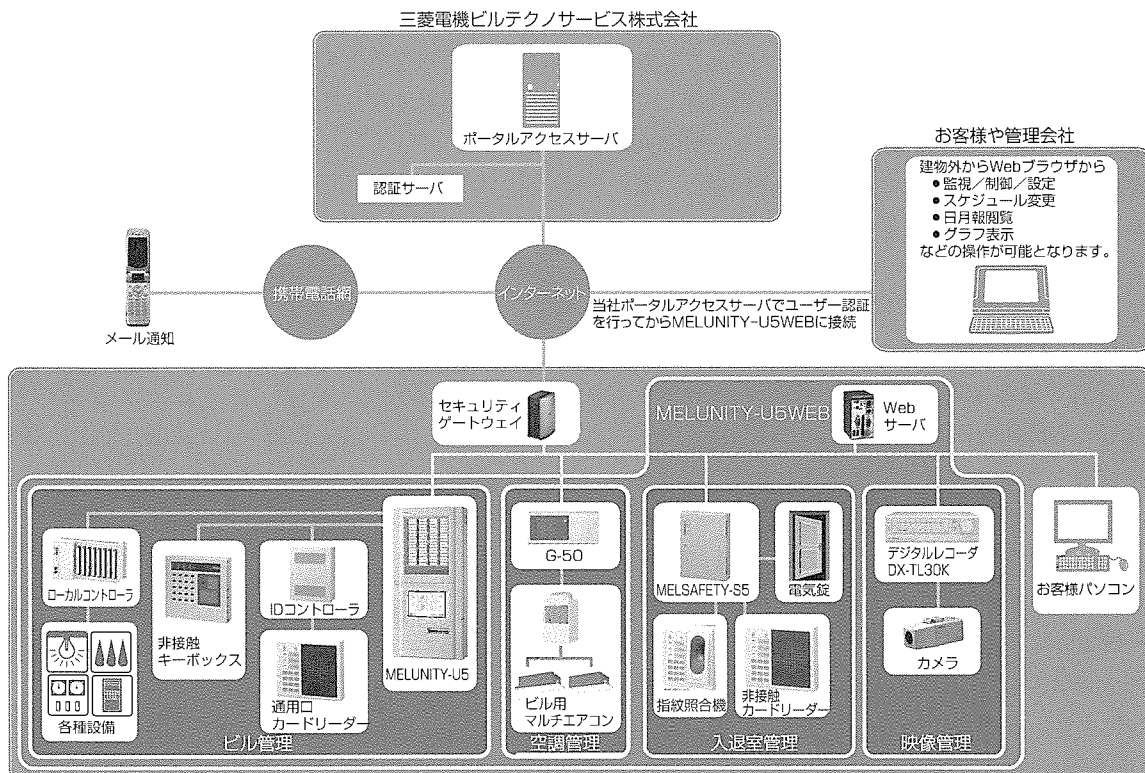 三菱電機ビルテクノサービス株式会社
ポータルアクセスサーバ
認証サーバ
お客様や管理会社
建物外からWebブラウザから
●監視/制御/設定
●スケジュール変更
●日月報閲覧
●グラフ表示
などの操作が可能となります。
メール通知
携帯電話網
インターネット
当社ポータルアクセスサーバでユーザー認証
を行ってからMELUNITY-U5WEBに接続
セキュリティ
ゲートウェイ
MELUNITY-U5WEB
Web
サーバ
ローカルコントローラ
各種設備
非接触
キーボックス
IDコントローラ
通用口
カードリーダー
MELUNITY-U5
ビル管理
G-50
ビル用
マルチエアコン
空調管理
MELSAFETY-S5
電気錠
指紋照合機
非接触
カードリーダー
入退室管理
デジタルレコーダ
DX-TL30K
カメラ
映像管理
お客様パソコン